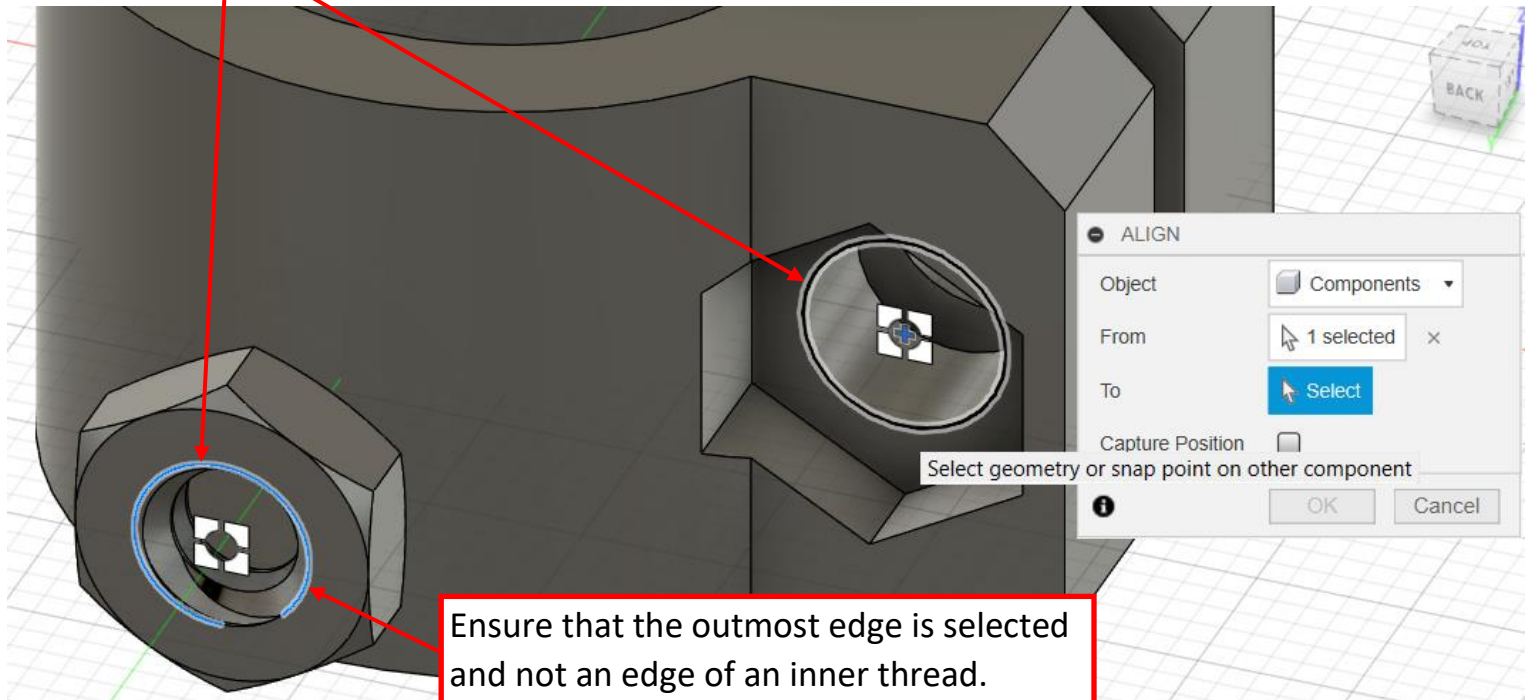 TOP
BACK
Z
Y
ALIGN
Object
Components
From
1 selected
×
To
Select
Capture Position
Select geometry or snap point on other component
OK
Cancel
Ensure that the outmost edge is selected
and not an edge of an inner thread.